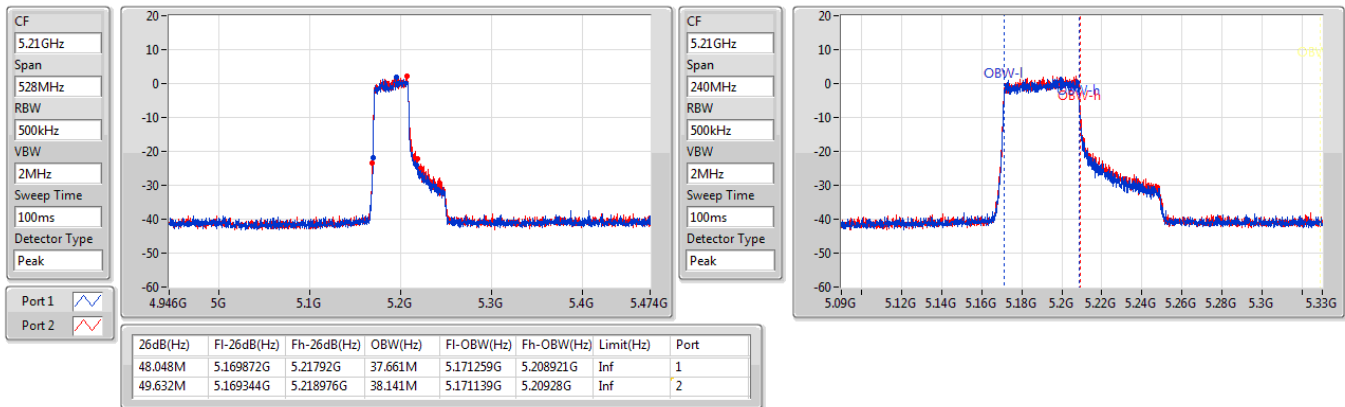 CF
5.21GHz
Span
528MHz
RBW
500kHz
VBW
2MHz
Sweep Time
100ms
Detector Type
Peak
Port 1
Port 2
20
10
0
-10
-20
-30
-40
-50
-60
4.946G 5G 5.1G 5.2G 5.3G 5.4G 5.474G
CF
5.21GHz
Span
240MHz
RBW
500kHz
VBW
2MHz
Sweep Time
100ms
Detector Type
Peak
20
10
0
-10
-20
-30
-40
-50
-60
OBW-l
OBW-h
OBW-h
5.09G 5.12G 5.14G 5.16G 5.18G 5.2G 5.22G 5.24G 5.26G 5.28G 5.3G 5.33G
26dB(Hz) Fl-26dB(Hz) Fh-26dB(Hz) OBW(Hz) Fl-OBW(Hz) Fh-OBW(Hz) Limit(Hz) Port
48.048M 5.169872G 5.21792G 37.661M 5.171259G 5.208921G Inf 1
49.632M 5.169344G 5.218976G 38.141M 5.171139G 5.20928G Inf 2